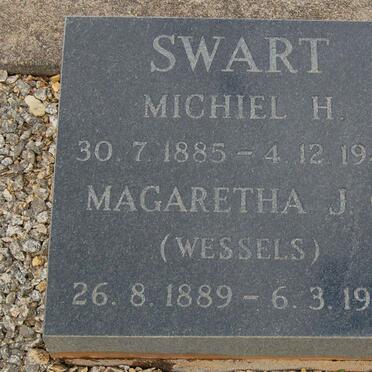 SWART
MICHIEL H.
30. 7. 1885 – 4. 12. 19
MAGARETHA J.
(WESSELS)
26. 8. 1889 – 6. 3. 19